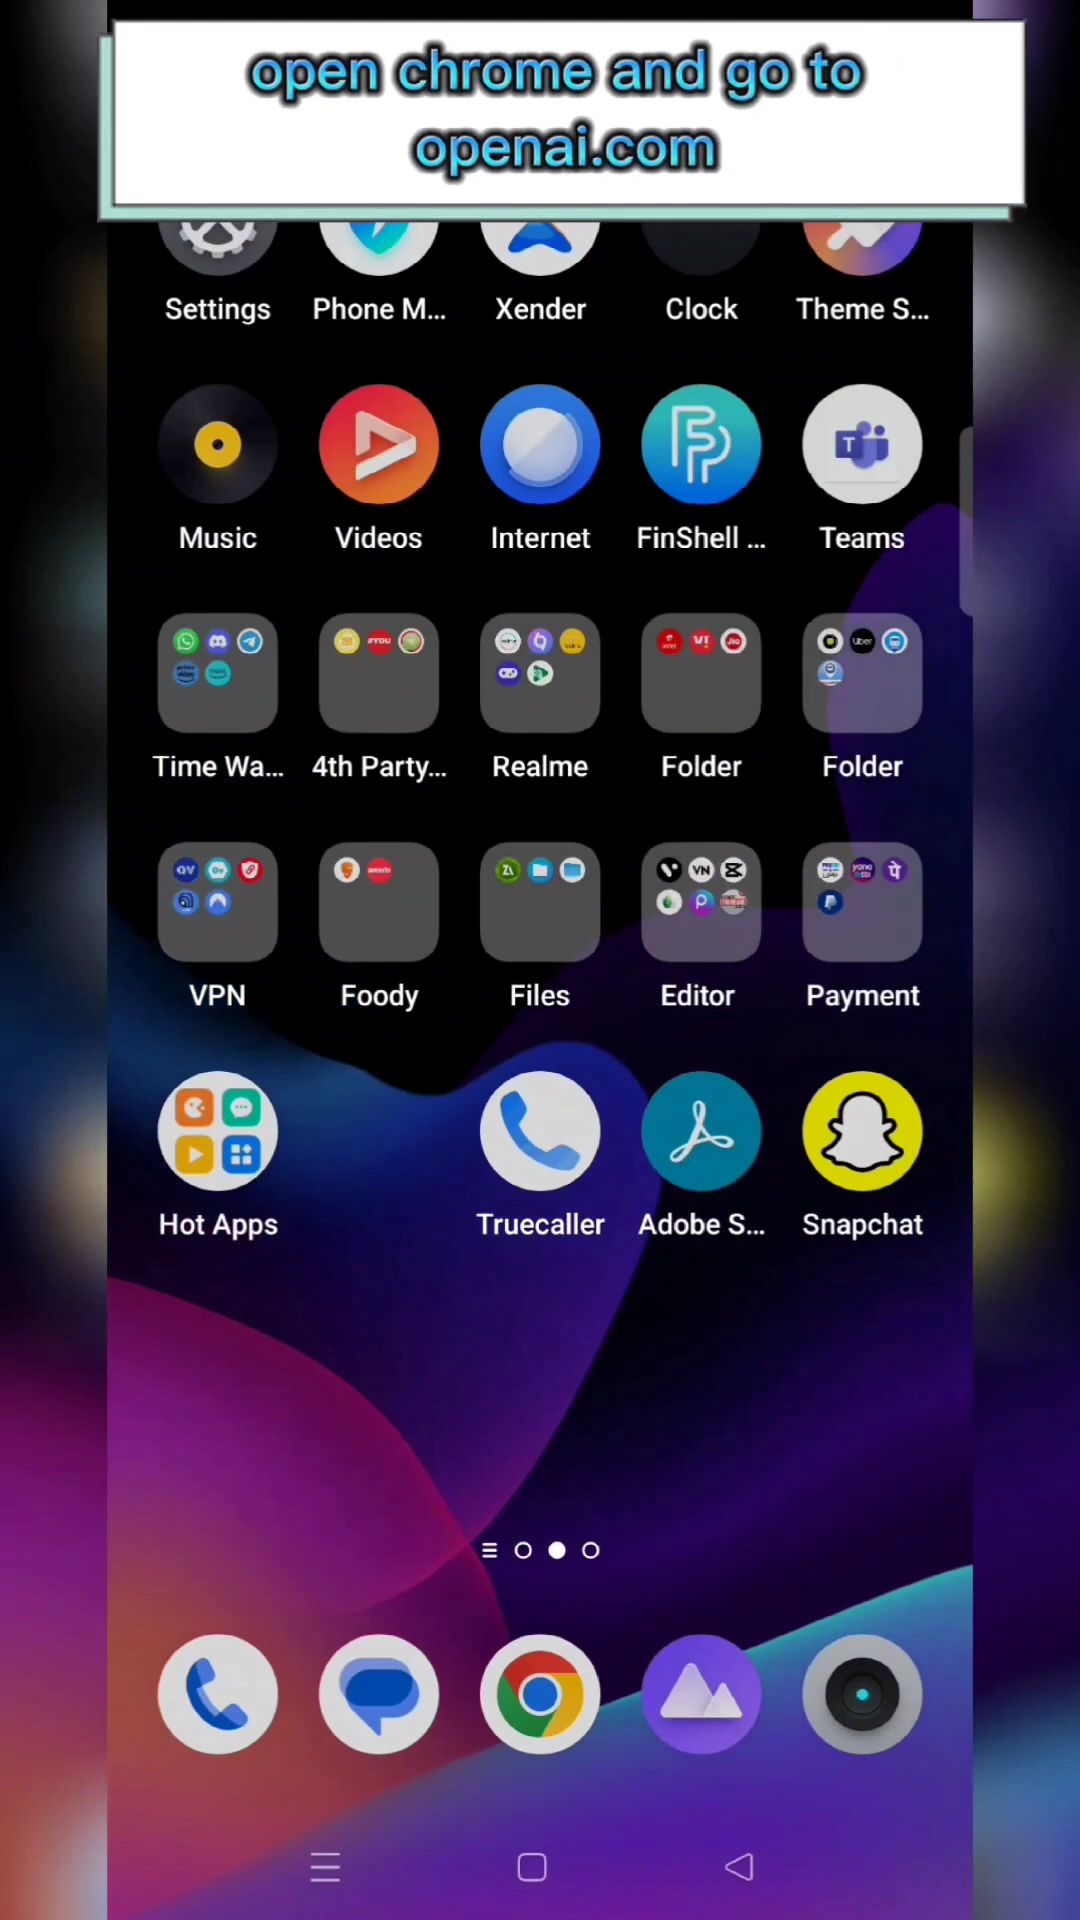 open chrome and go to
openai.com
Settings Phone M... Xender Clock Theme S...
Music Videos Internet FinShell ... Teams
Time Wa... 4th Party... Realme Folder Folder
VPN Foody Files Editor Payment
Hot Apps Truecaller Adobe S... Snapchat